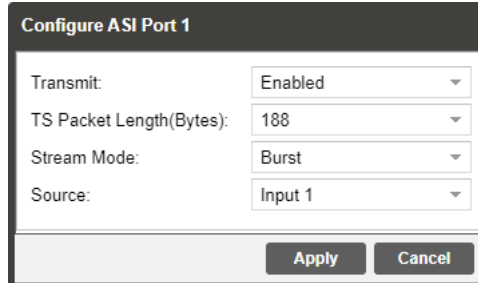 Configure ASI Port 1
Transmit: Enabled
TS Packet Length(Bytes): 188
Stream Mode: Burst
Source: Input 1
Apply Cancel